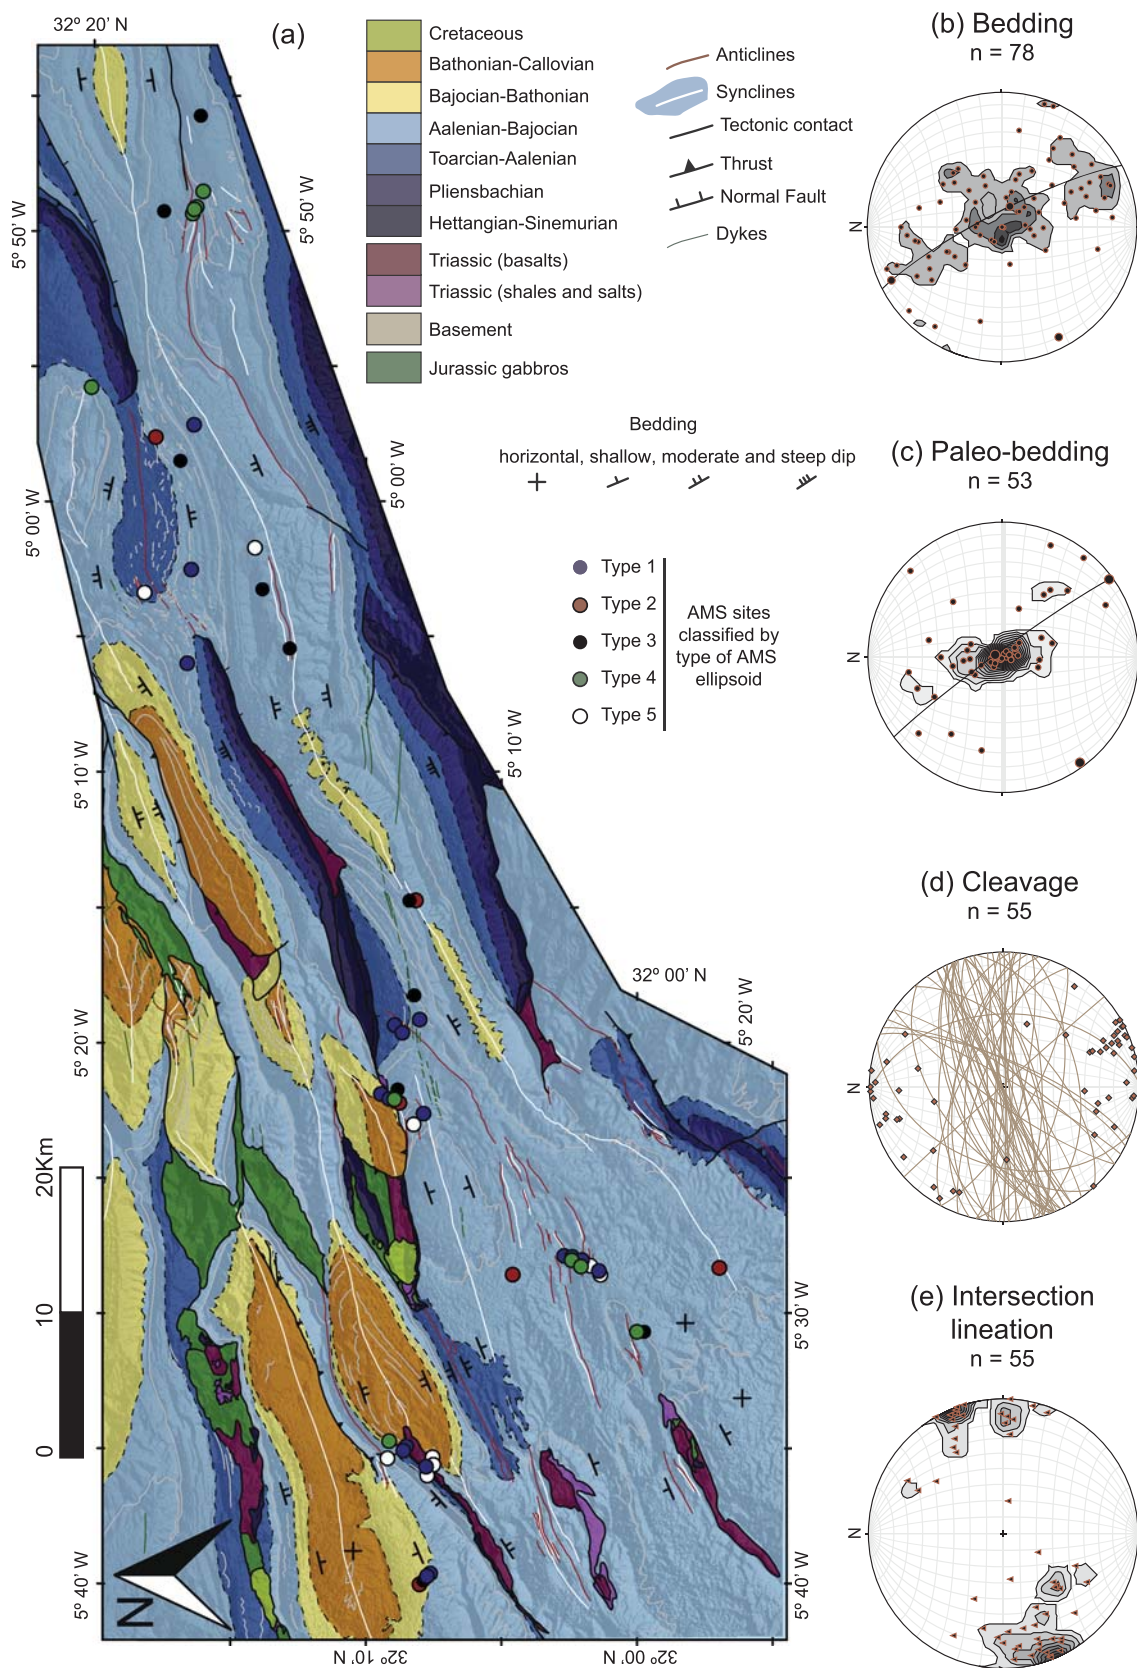 32º 20' N
(a)
Cretaceous
Bathonian-Callovian
Bajocian-Bathonian
Aalenian-Bajocian
Toarcian-Aalenian
Pliensbachian
Hettangian-Sinemurian
Triassic (basalts)
Triassic (shales and salts)
Basement
Jurassic gabbros
Anticlines
Synclines
Tectonic contact
Thrust
Normal Fault
Dykes
Bedding
horizontal, shallow, moderate and steep dip
Type 1
Type 2
Type 3
Type 4
Type 5
AMS sites
classified by
type of AMS
ellipsoid
5º 50' W
5º 50' W
5º 00' W
5º 00' W
5º 10' W
5º 10' W
32º 00' N
5º 20' W
5º 20' W
5º 30' W
5º 40' W
5º 40' W
32º 10' N
32º 00' N
0 10 20Km
N
(b) Bedding
n = 78
N
(c) Paleo-bedding
n = 53
N
(d) Cleavage
n = 55
N
(e) Intersection
lineation
n = 55
N